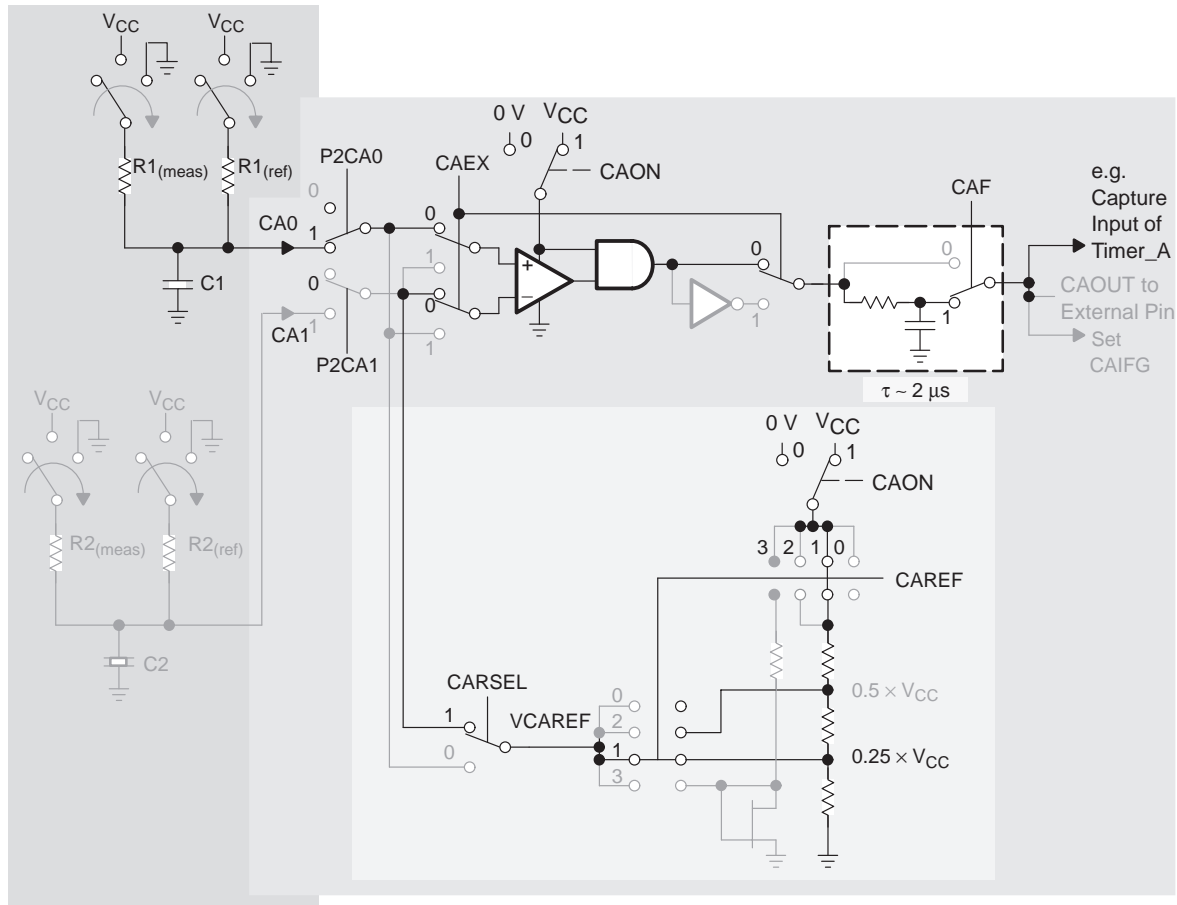 VCC
VCC
R1(meas)
R1(ref)
C1
CA0
CA1
P2CA0
0
1
0
1
P2CA1
CAEX
0
1
0
1
+
−
0 V
VCC
0
1
CAON
0
1
CAF
0
1
τ ~ 2 μs
e.g.
Capture
Input of
Timer_A
CAOUT to
External Pin
Set
CAIFG
VCC
VCC
R2(meas)
R2(ref)
C2
0 V
VCC
0
1
CAON
3 2 1 0
CAREF
0.5 × VCC
0.25 × VCC
CARSEL
1
0
VCAREF
0
2
1
3